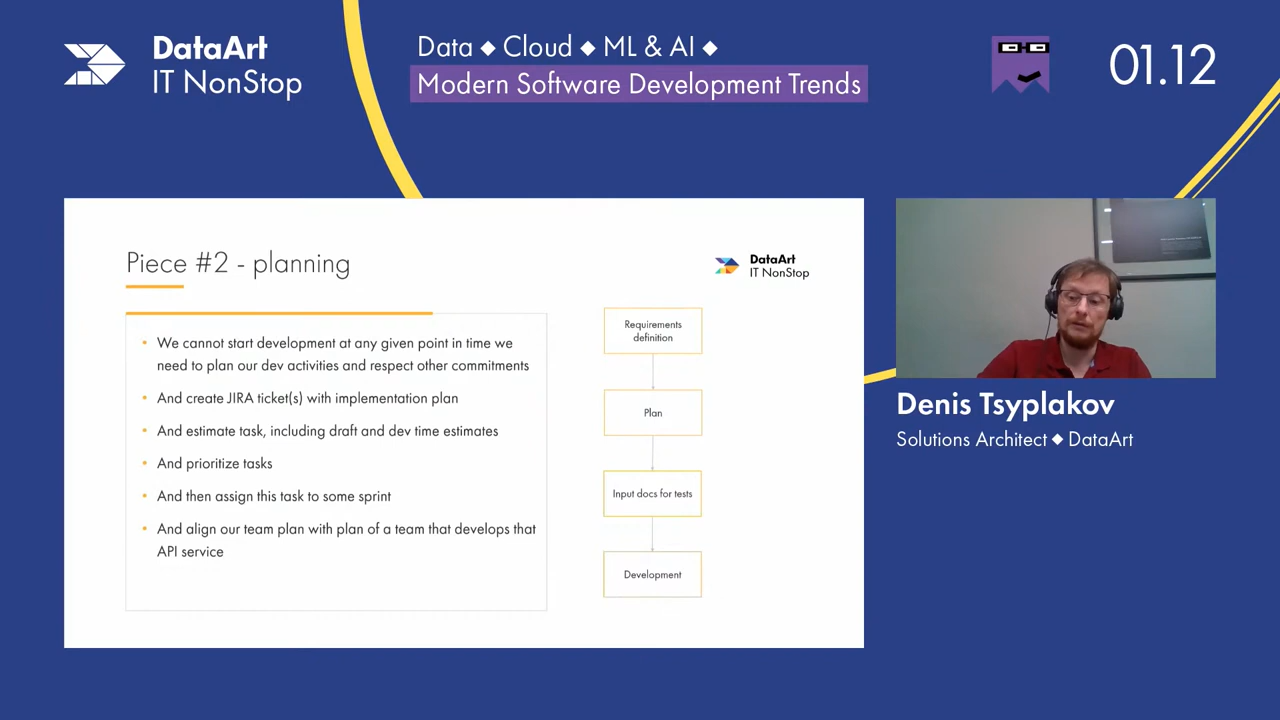 DataArt
IT NonStop
Data ◆ Cloud ◆ ML & AI ◆
Modern Software Development Trends
01.12
Piece #2 - planning
DataArt
IT NonStop
• We cannot start development at any given point in time we
need to plan our dev activities and respect other commitments
• And create JIRA ticket(s) with implementation plan
• And estimate task, including draft and dev time estimates
• And prioritize tasks
• And then assign this task to some sprint
• And align our team plan with plan of a team that develops that
API service
Requirements
definition
Plan
Input docs for tests
Development
Denis Tsyplakov
Solutions Architect ◆ DataArt